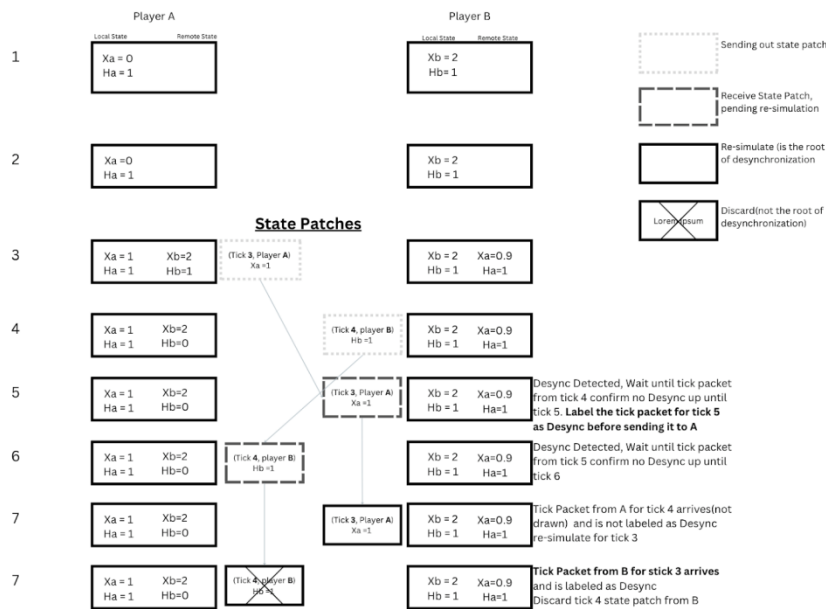 Player A
Player B
Local State Remote State
Local State Remote State
Sending out state patch
1
Xa = 0
Ha = 1
Xb = 2
Hb= 1
Receive State Patch,
pending re-simulation
2
Xa =0
Ha = 1
Xb = 2
Hb = 1
Re-simulate (is the root
of desynchronization
State Patches
Lorem Ipsum
Discard(not the root of
desynchronization)
3
Xa = 1 Xb=2
Ha = 1 Hb=1
(Tick 3, Player A)
Xa =1
Xb = 2 Xa=0.9
Hb = 1 Ha=1
4
Xa = 1 Xb=2
Ha = 1 Hb=0
(Tick 4, player B)
Hb =1
Xb = 2 Xa=0.9
Hb = 1 Ha=1
5
Xa = 1 Xb=2
Ha = 1 Hb=0
(Tick 3, Player A)
Xa =1
Xb = 2 Xa=0.9
Hb = 1 Ha=1
Desync Detected, Wait until tick packet
from tick 4 confirm no Desync up until
tick 5. Label the tick packet for tick 5
as Desync before sending it to A
6
Xa = 1 Xb=2
Ha = 1 Hb=0
(Tick 4, player B)
Hb =1
Xb = 2 Xa=0.9
Hb = 1 Ha=1
Desync Detected, Wait until tick packet
from tick 5 confirm no Desync up until
tick 6
7
Xa = 1 Xb=2
Ha = 1 Hb=0
(Tick 3, Player A)
Xa =1
Xb = 2 Xa=0.9
Hb = 1 Ha=1
Tick Packet from A for tick 4 arrives(not
drawn) and is not labeled as Desync
re-simulate for tick 3
7
Xa = 1 Xb=2
Ha = 1 Hb=0
(Tick 4, player B)
Hb =1
Xb = 2 Xa=0.9
Hb = 1 Ha=1
Tick Packet from B for stick 3 arrives
and is labeled as Desync
Discard tick 4 state patch from B